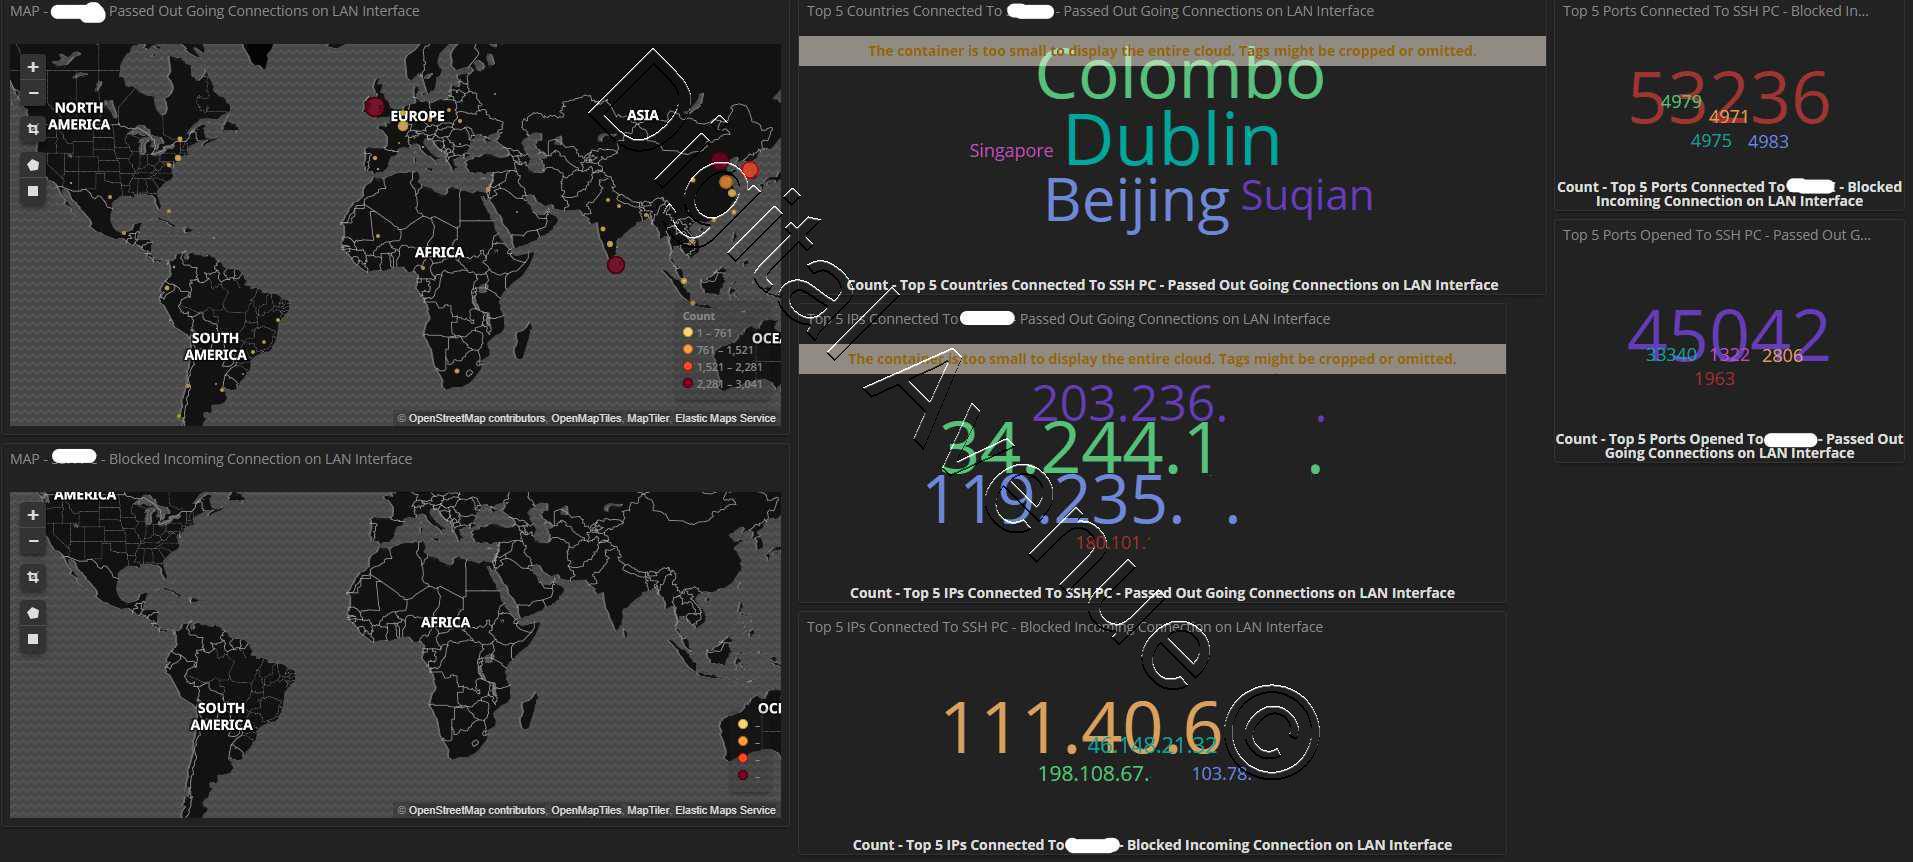 MAP - Passed Out Going Connections on LAN Interface
NORTH
AMERICA
EUROPE
ASIA
AFRICA
SOUTH
AMERICA
OCEA
Count
1 – 761
761 – 1,521
1,521 – 2,281
2,281 – 3,041
© OpenStreetMap contributors, OpenMapTiles, MapTiler, Elastic Maps Service
MAP - - Blocked Incoming Connection on LAN Interface
AMERICA
AFRICA
SOUTH
AMERICA
OCE
© OpenStreetMap contributors, OpenMapTiles, MapTiler, Elastic Maps Service
Top 5 Countries Connected To - Passed Out Going Connections on LAN Interface
The container is too small to display the entire cloud. Tags might be cropped or omitted.
Colombo
Dublin
Singapore
Beijing
Suqian
Count - Top 5 Countries Connected To SSH PC - Passed Out Going Connections on LAN Interface
Top 5 IPs Connected To - Passed Out Going Connections on LAN Interface
The container is too small to display the entire cloud. Tags might be cropped or omitted.
203.236. .
34.244.1 .
119.235. .
180.101.
Count - Top 5 IPs Connected To SSH PC - Passed Out Going Connections on LAN Interface
Top 5 IPs Connected To SSH PC - Blocked Incoming Connection on LAN Interface
111.40.6
46.148.21.32
198.108.67.
103.78.
Count - Top 5 IPs Connected To - Blocked Incoming Connection on LAN Interface
Top 5 Ports Connected To SSH PC - Blocked In...
53236
4979
4971
4975
4983
Count - Top 5 Ports Connected To - Blocked
Incoming Connection on LAN Interface
Top 5 Ports Opened To SSH PC - Passed Out G...
45042
33340
1322
2806
1963
Count - Top 5 Ports Opened To - Passed Out
Going Connections on LAN Interface
Digital Avenue ©